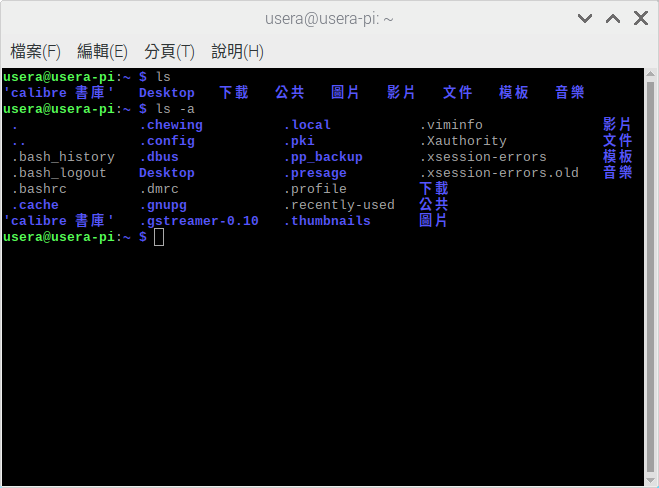 usera@usera-pi: ~
檔案(F) 編輯(E) 分頁(T) 說明(H)
usera@usera-pi:~ $ ls
'calibre 書庫' Desktop 下載 公共 圖片 影片 文件 模板 音樂
usera@usera-pi:~ $ ls -a
. .chewing .local .viminfo 影片
.. .config .pki .Xauthority 文件
.bash_history .dbus .pp_backup .xsession-errors 模板
.bash_logout Desktop .presage .xsession-errors.old 音樂
.bashrc .dmrc .profile 下載
.cache .gnupg .recently-used 公共
'calibre 書庫' .gstreamer-0.10 .thumbnails 圖片
usera@usera-pi:~ $